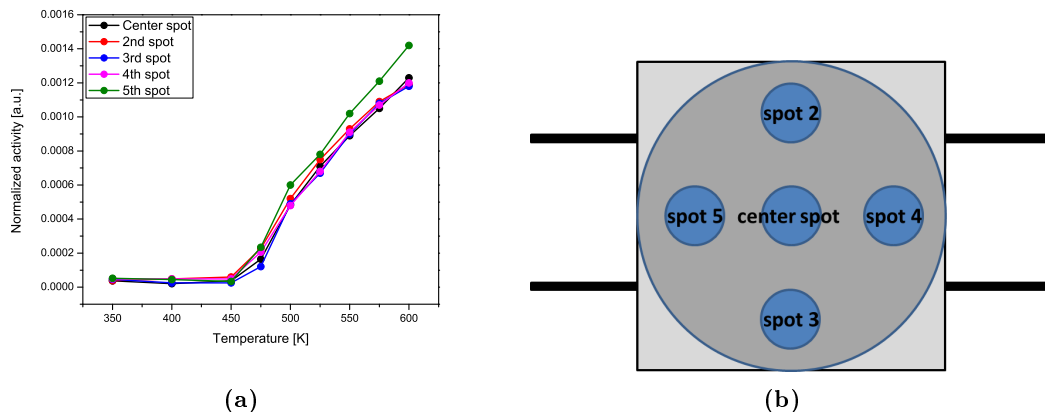 0.0016
0.0014
0.0012
0.0010
0.0008
0.0006
0.0004
0.0002
0.0000
Normalized activity [a.u.]
Center spot
2nd spot
3rd spot
4th spot
5th spot
350 400 450 500 550 600
Temperature [K]
(a)
spot 2
spot 5 center spot spot 4
spot 3
(b)